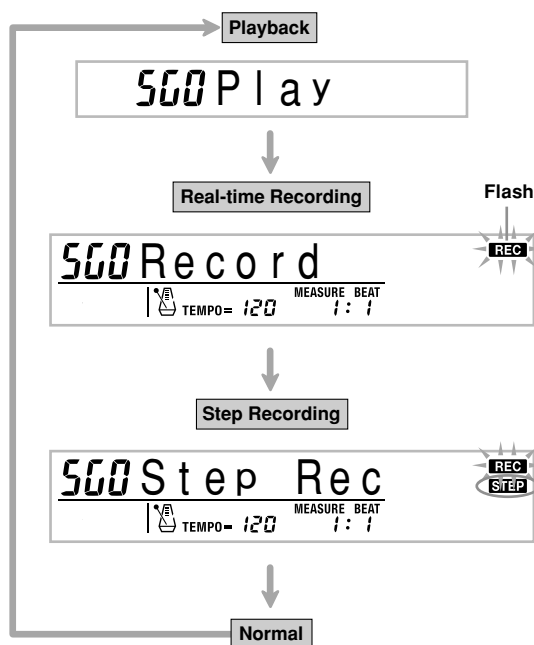 Playback
SG0 Play
Real-time Recording
Flash
SG0 Record
REC
TEMPO= 120
MEASURE BEAT
1: 1
Step Recording
SG0 Step Rec
REC
STEP
TEMPO= 120
MEASURE BEAT
1: 1
Normal